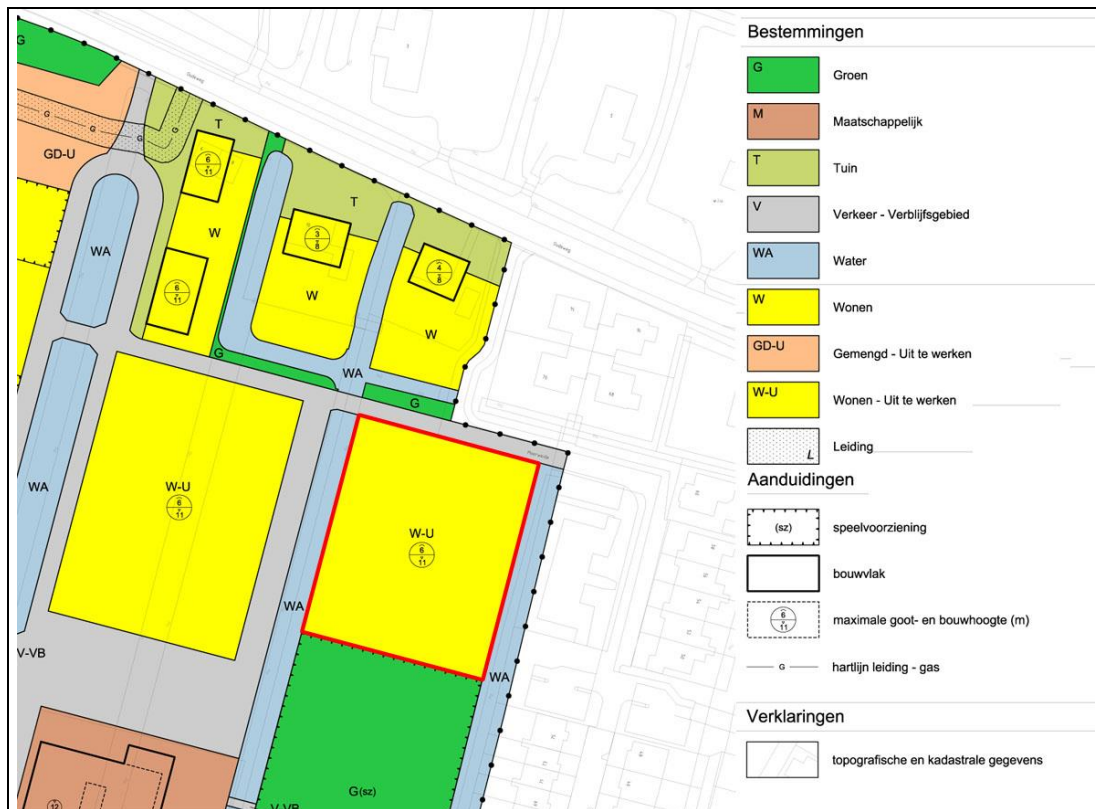 G
Zuideweg
T
GD-U
G
G
G
6
11
W
WA
6
11
T
3
8
W
4
8
W
Zuideweg
G
WA
G
W-U
6
11
W-U
6
11
WA
WA
WA
V-VB
12
G(sz)
V-VB
Bestemmingen
G Groen
M Maatschappelijk
T Tuin
V Verkeer - Verblijfsgebied
WA Water
W Wonen
GD-U Gemengd - Uit te werken
W-U Wonen - Uit te werken
L Leiding
Aanduidingen
(sz) speelvoorziening
bouwvlak
6
11 maximale goot- en bouwhoogte (m)
G hartlijn leiding - gas
Verklaringen
topografische en kadastrale gegevens